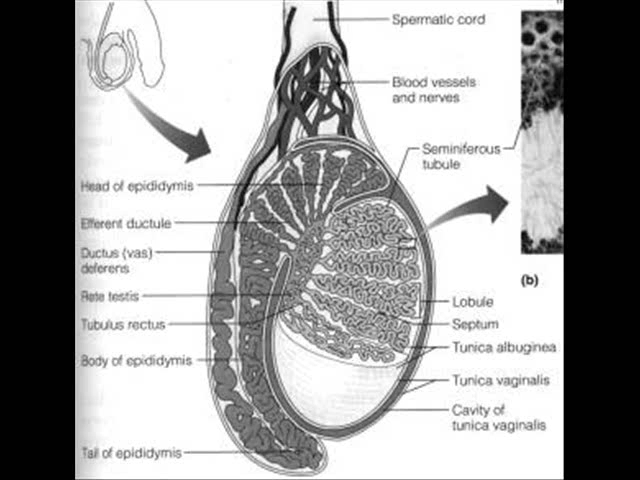 Spermatic cord
Blood vessels
and nerves
Seminiferous
tubule
Head of epididymis
Efferent ductule
Ductus (vas)
deferens
Rete testis
Tubulus rectus
Body of epididymis
Tail of epididymis
(b)
Lobule
Septum
Tunica albuginea
Tunica vaginalis
Cavity of
tunica vaginalis